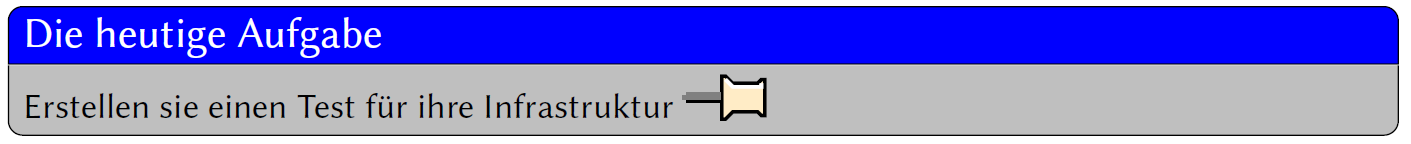 Die heutige Aufgabe
Erstellen sie einen Test für ihre Infrastruktur